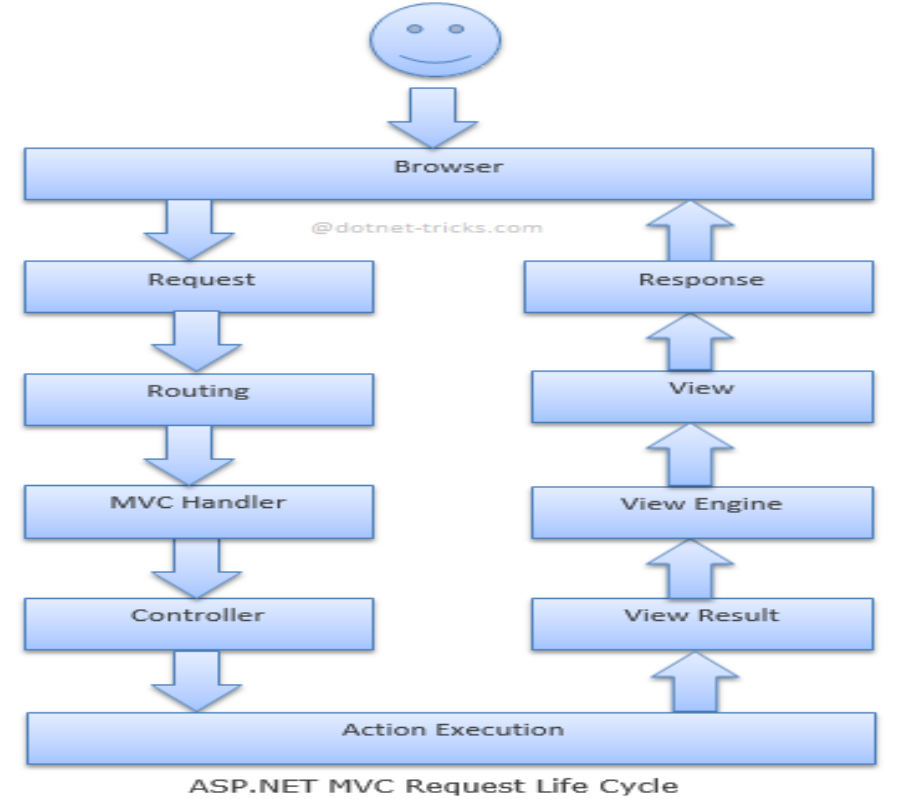 Browser
@dotnet-tricks.com
Request
Response
Routing
View
MVC Handler
View Engine
Controller
View Result
Action Execution
ASP.NET MVC Request Life Cycle